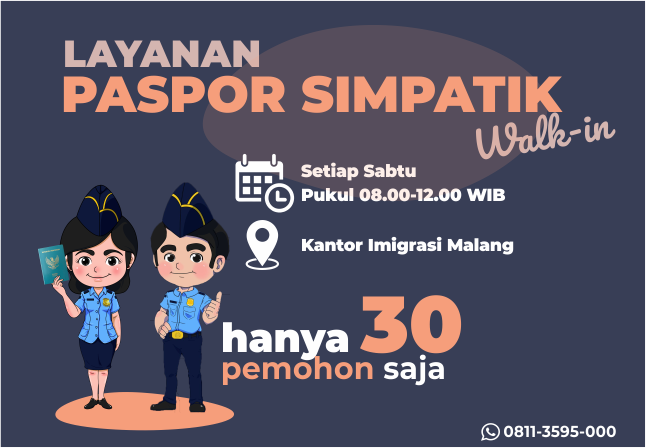 LAYANAN
PASPOR SIMPATIK
Walk-in
Setiap Sabtu
Pukul 08.00-12.00 WIB
Kantor Imigrasi Malang
hanya 30
pemohon saja
0811-3595-000